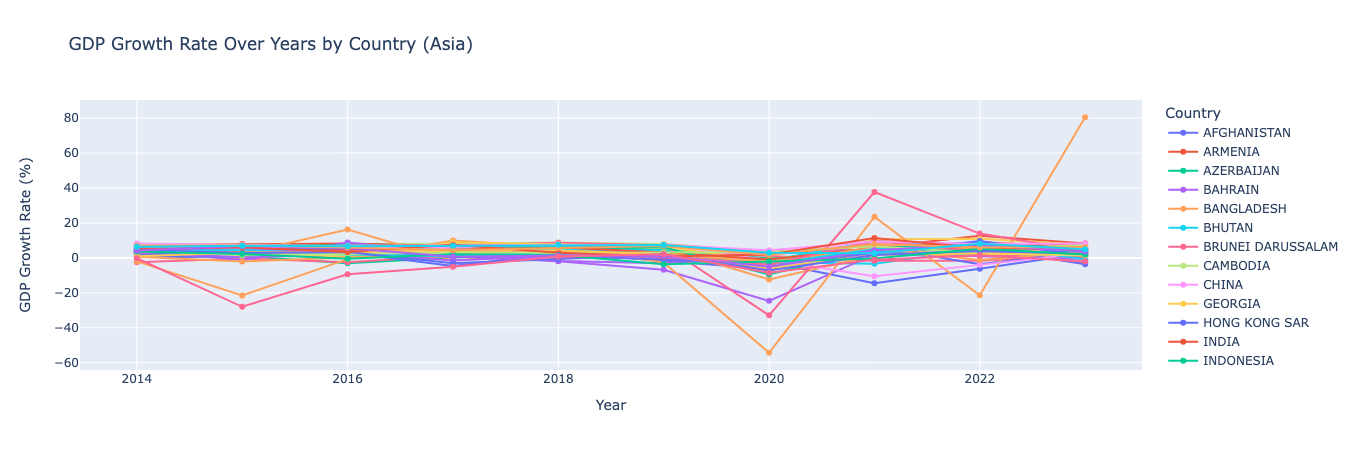 GDP Growth Rate Over Years by Country (Asia)
Country
AFGHANISTAN
ARMENIA
AZERBAIJAN
BAHRAIN
BANGLADESH
BHUTAN
BRUNEI DARUSSALAM
CAMBODIA
CHINA
GEORGIA
HONG KONG SAR
INDIA
INDONESIA
GDP Growth Rate (%)
80
60
40
20
0
−20
−40
−60
2014
2016
2018
2020
2022
Year